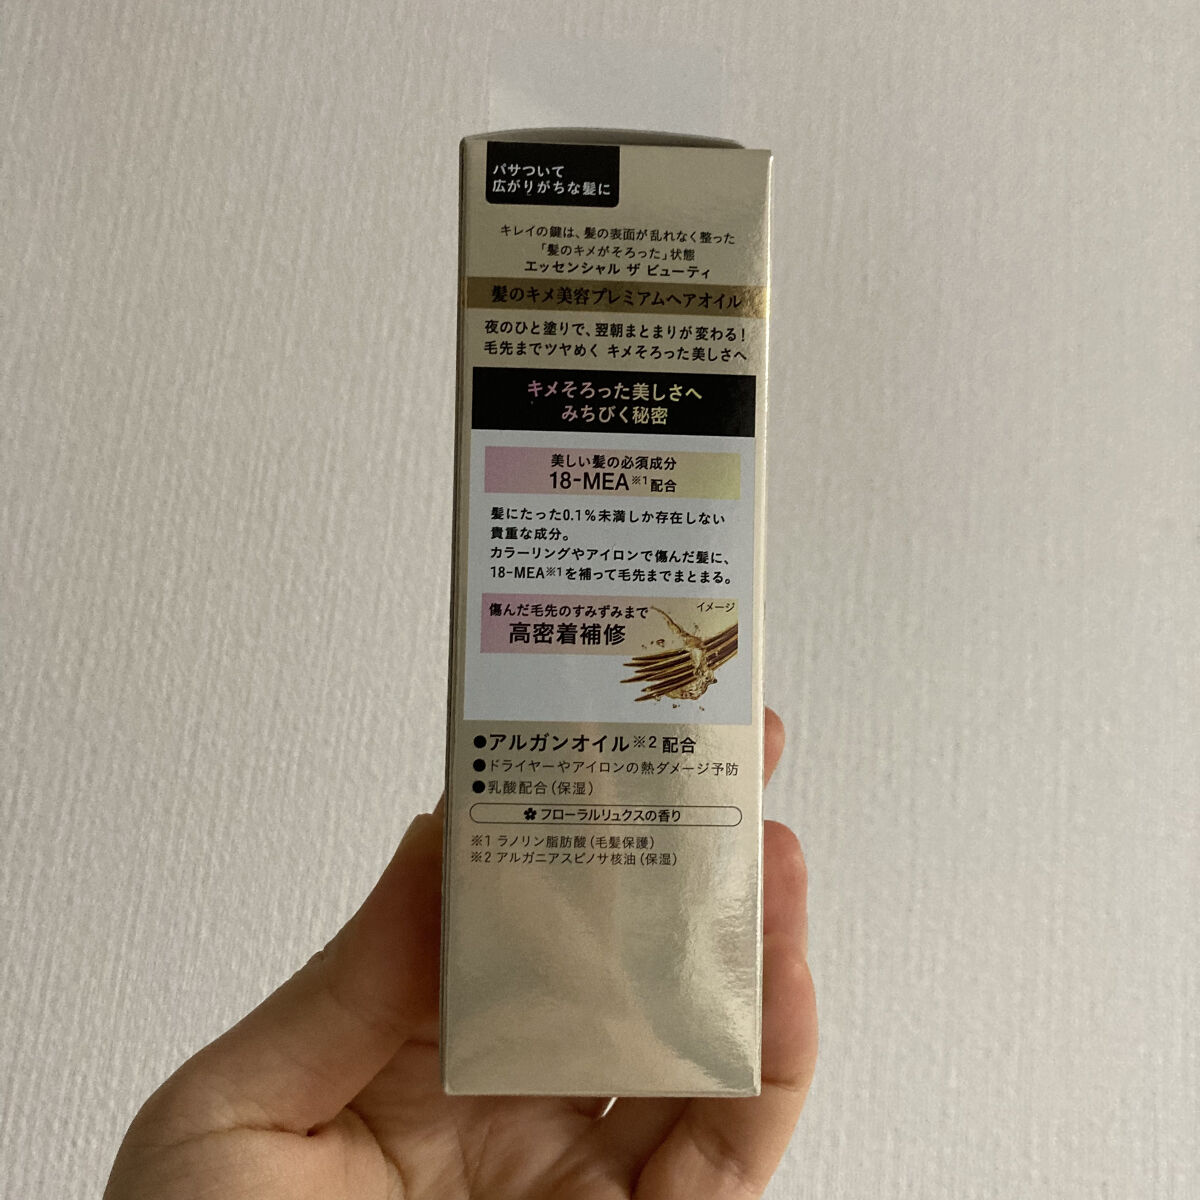 パサついて
広がりがちな髪に
キレイの鍵は、髪の表面が乱れなく整った
「髪のキメがそろった」状態
エッセンシャル ザ ビューティ
髪のキメ美容プレミアムヘアオイル
夜のひと塗りで、翌朝まとまりが変わる!
毛先までツヤめく キメそろった美しさへ
キメそろった美しさへ
みちびく秘密
美しい髪の必須成分
18-MEA※1配合
髪にたった0.1%未満しか存在しない
貴重な成分。
カラーリングやアイロンで傷んだ髪に、
18-MEA※1を補って毛先までまとまる。
傷んだ毛先のすみずみまで
イメージ
高密着補修
●アルガンオイル※2配合
●ドライヤーやアイロンの熱ダメージ予防
●乳酸配合(保湿)
フローラルリュクスの香り
※1 ラノリン脂肪酸(毛髪保護)
※2 アルガニアスピノサ核油(保湿)